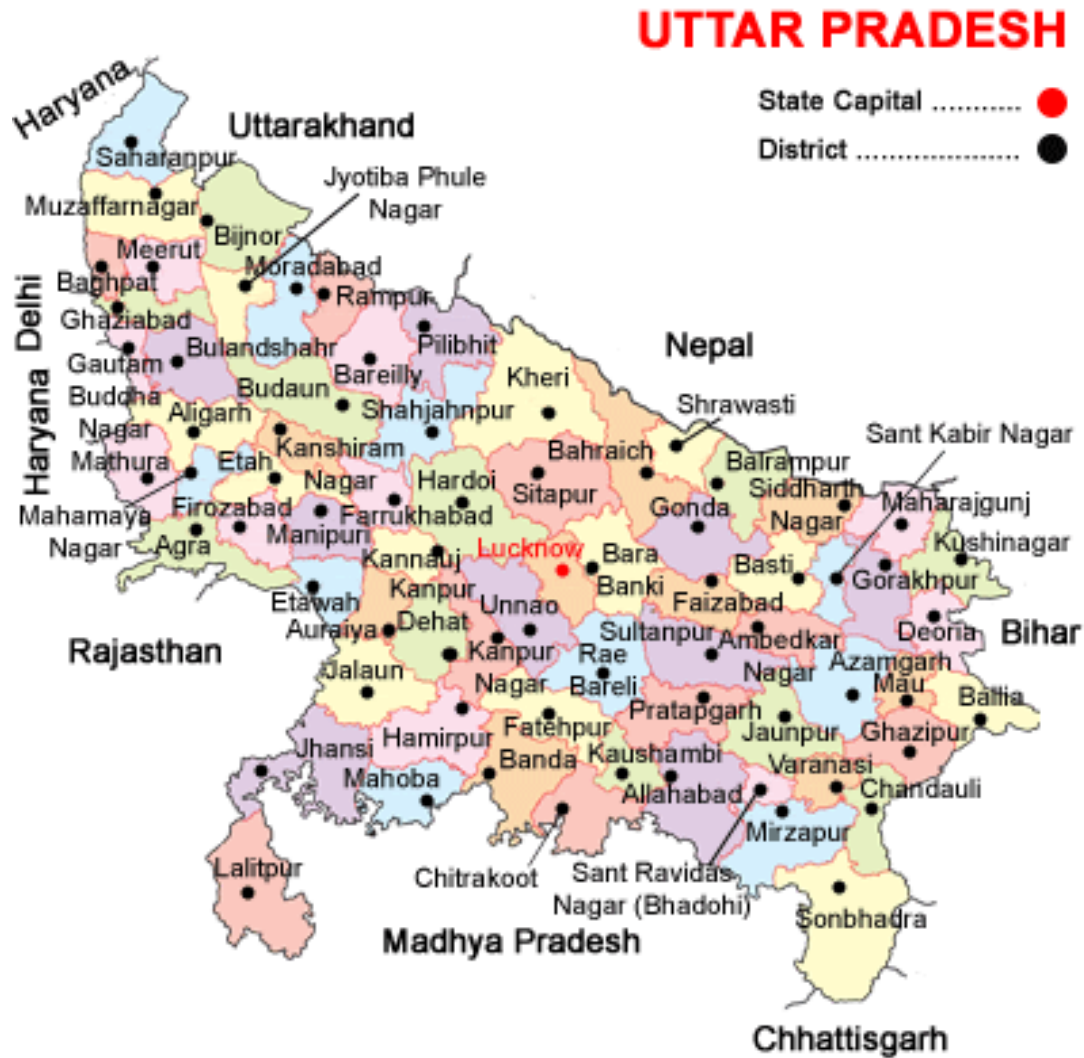 UTTAR PRADESH
State Capital ...........
District ....................
Haryana
Uttarakhand
Saharanpur
Jyotiba Phule
Nagar
Muzaffarnagar
Bijnor
Meerut
Moradabad
Baghpat
Rampur
Haryana Delhi
Ghaziabad
Nepal
Gautam
Buddha
Nagar
Bulandshahr
Pilibhit
Bareilly
Kheri
Budaun
Shrawasti
Aligarh
Shahjahnpur
Sant Kabir Nagar
Kanshiram
Nagar
Bahraich
Balrampur
Mathura
Etah
Hardoi
Sitapur
Siddharth
Nagar
Maharajgunj
Mahamaya
Nagar
Firozabad
Farrukhabad
Gonda
Agra
Manipuri
Kannauj
Lucknow
Bara
Banki
Basti
Kushinagar
Gorakhpur
Etawah
Kanpur
Dehat
Unnao
Faizabad
Auraiya
Sultanpur
Ambedkar
Nagar
Deoria
Bihar
Rajasthan
Kanpur
Nagar
Rae
Bareli
Azamgarh
Jalaun
Mau
Ballia
Fatehpur
Pratapgarh
Jaunpur
Ghazipur
Jhansi
Hamirpur
Banda
Kaushambi
Varanasi
Mahoba
Allahabad
Chandauli
Mirzapur
Lalitpur
Chitrakoot
Sant Ravidas
Nagar (Bhadohi)
Sonbhadra
Madhya Pradesh
Chhattisgarh